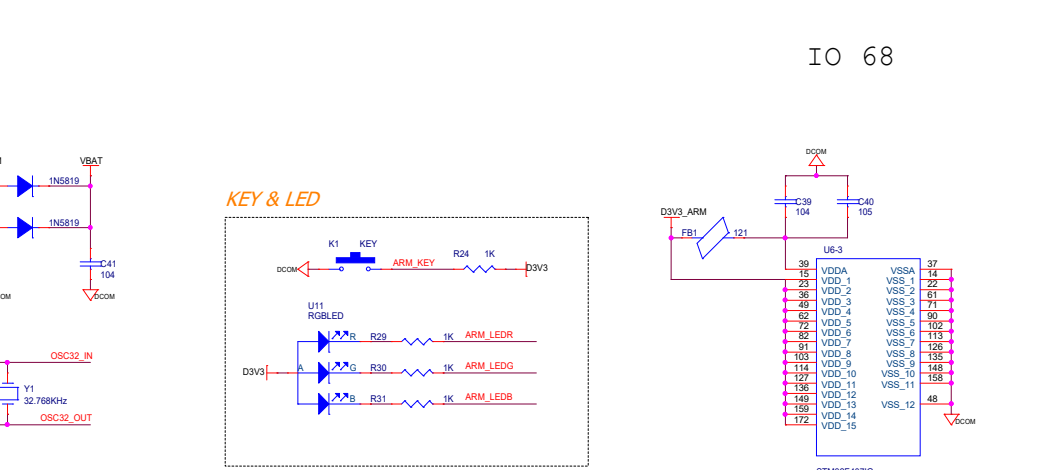 IO 68
VBAT
1N5819
1N5819
C41
104
DCOM
OSC32_IN
Y1
32.768KHz
OSC32_OUT
KEY & LED
K1 KEY
DCOM
ARM_KEY
R24 1K
D3V3
U11
RGBLED
R R29 1K ARM_LEDR
D3V3 A G R30 1K ARM_LEDG
B R31 1K ARM_LEDB
DCOM
C39
104
C40
105
D3V3_ARM
FB1 121
U6-3
39 VDDA VSSA 37
15 VDD_1 VSS_1 14
23 VDD_2 VSS_2 22
36 VDD_3 VSS_3 61
49 VDD_4 VSS_4 71
62 VDD_5 VSS_5 90
72 VDD_6 VSS_6 102
82 VDD_7 VSS_7 113
91 VDD_8 VSS_8 126
103 VDD_9 VSS_9 135
114 VDD_10 VSS_10 148
127 VDD_11 VSS_11 158
136 VDD_12
149 VDD_13 VSS_12 48
159 VDD_14
172 VDD_15
DCOM